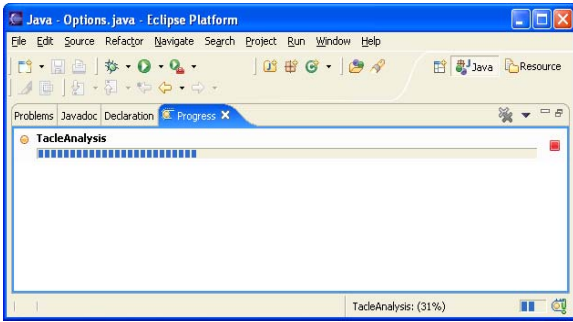 Java - Options.java - Eclipse Platform
File Edit Source Refactor Navigate Search Project Run Window Help
Java Resource
Problems Javadoc Declaration Progress
TacleAnalysis
TacleAnalysis: (31%)